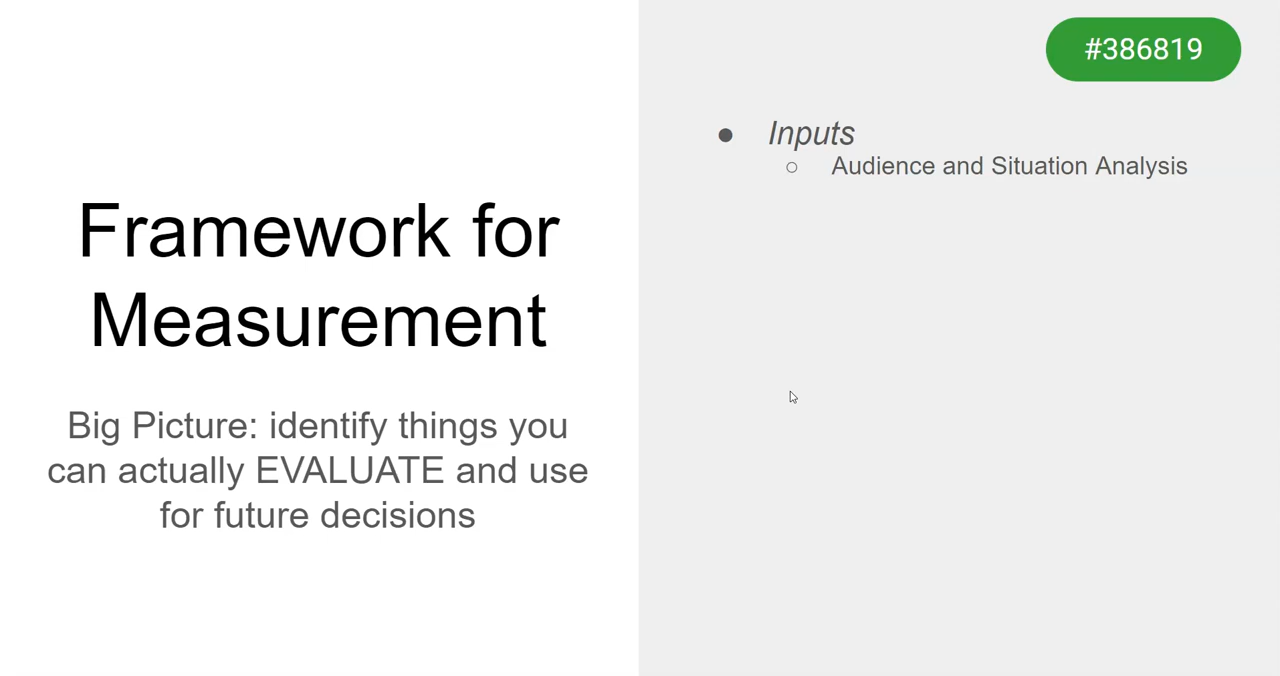 Framework for
Measurement
Big Picture: identify things you
can actually EVALUATE and use
for future decisions
#386819
● Inputs
○ Audience and Situation Analysis